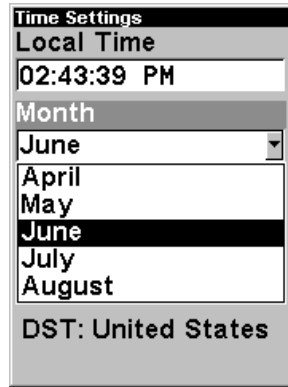 Time Settings
Local Time
02:43:39 PM
Month
June
April
May
June
July
August
DST: United States